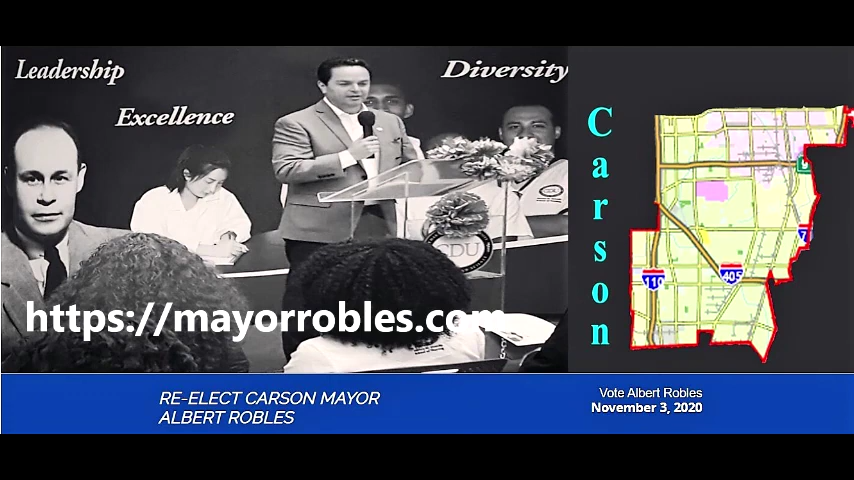 Leadership
Excellence
Diversity
CDU
https://mayorrobles.com
Carson
110
405
RE-ELECT CARSON MAYOR
ALBERT ROBLES
Vote Albert Robles
November 3, 2020